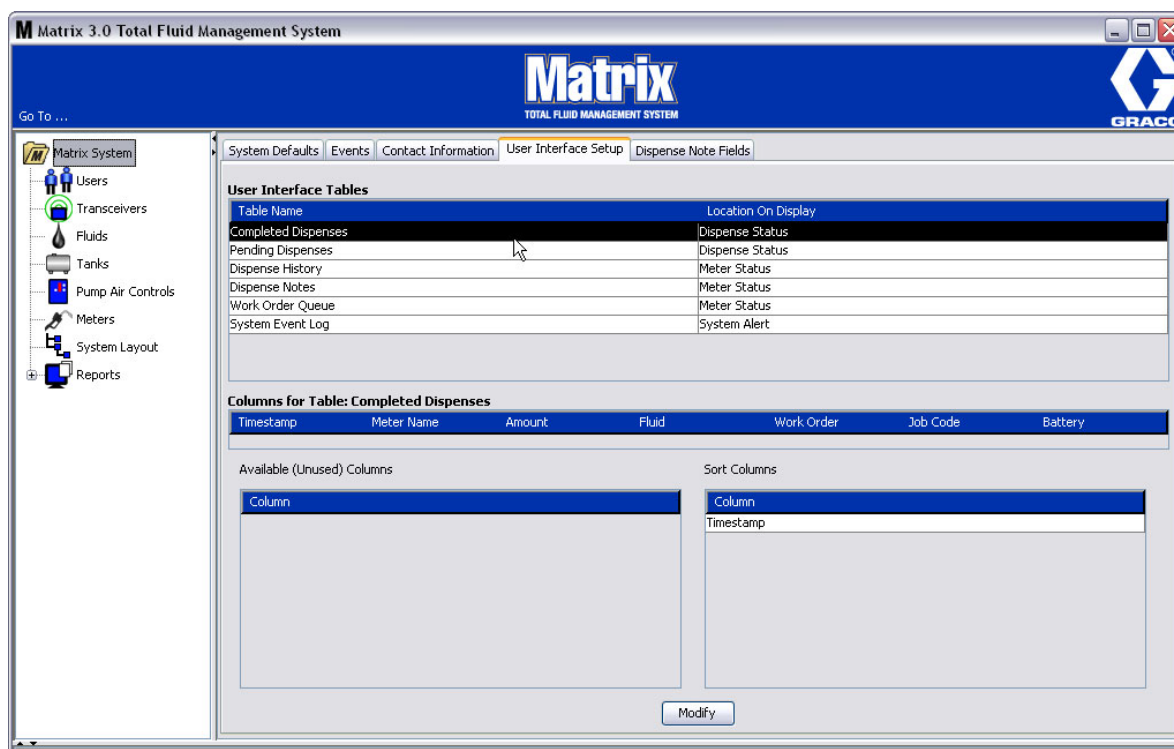 M Matrix 3.0 Total Fluid Management System
Matrix
TOTAL FLUID MANAGEMENT SYSTEM
G
GRACO
Go To ...
Matrix System
Users
Transceivers
Fluids
Tanks
Pump Air Controls
Meters
System Layout
Reports
System Defaults Events Contact Information User Interface Setup Dispense Note Fields
User Interface Tables
Table Name Location On Display
Completed Dispenses Dispense Status
Pending Dispenses Dispense Status
Dispense History Meter Status
Dispense Notes Meter Status
Work Order Queue Meter Status
System Event Log System Alert
Columns for Table: Completed Dispenses
Timestamp Meter Name Amount Fluid Work Order Job Code Battery
Available (Unused) Columns Sort Columns
Column Column
Timestamp
Modify